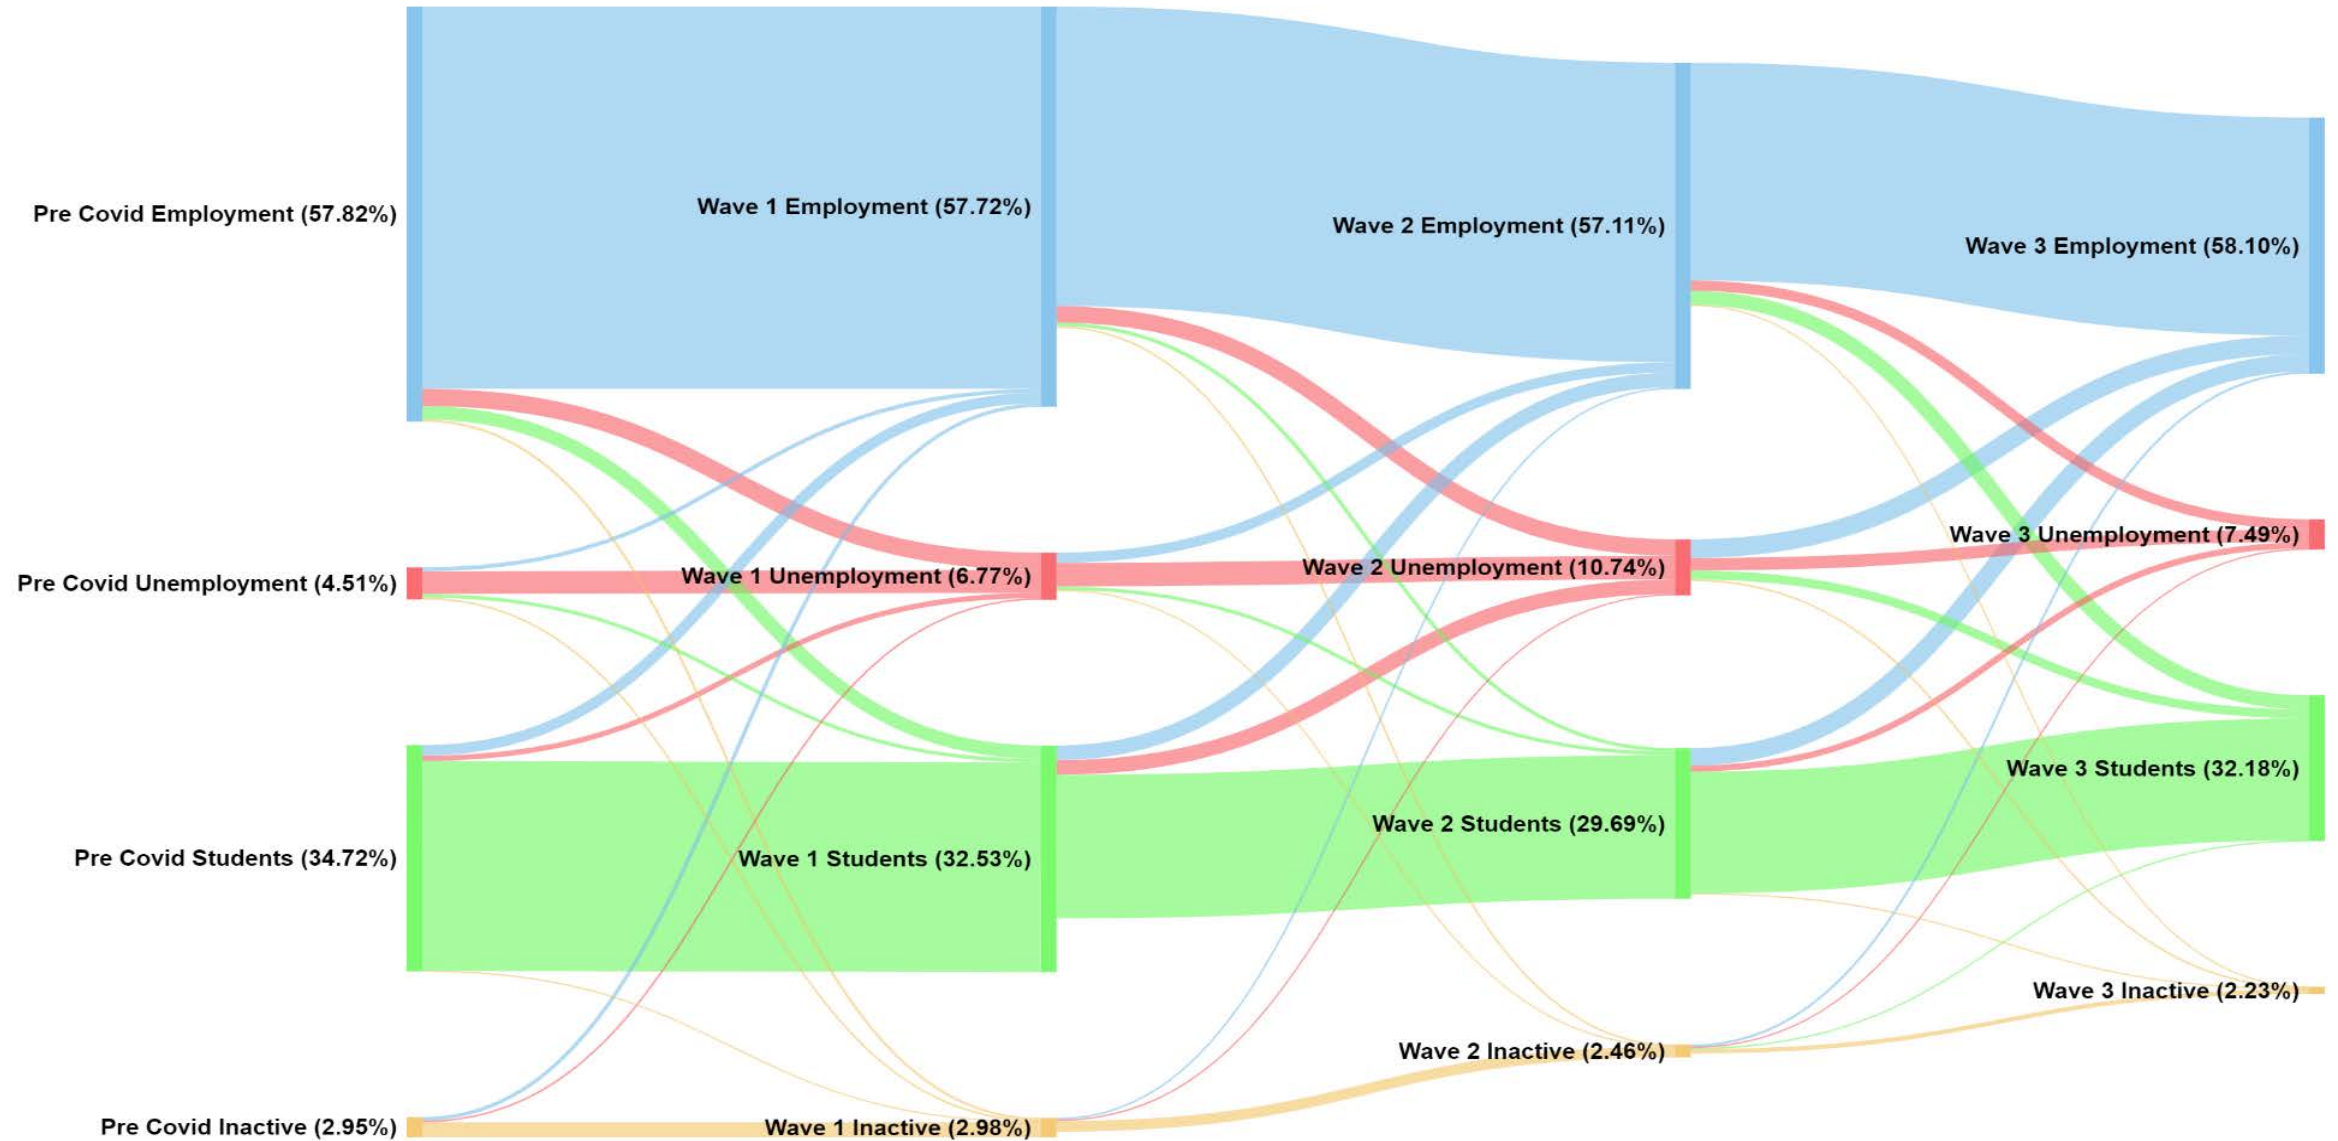 Pre Covid Employment (57.82%)
Wave 1 Employment (57.72%)
Wave 2 Employment (57.11%)
Wave 3 Employment (58.10%)
Pre Covid Unemployment (4.51%)
Wave 1 Unemployment (6.77%)
Wave 2 Unemployment (10.74%)
Wave 3 Unemployment (7.49%)
Pre Covid Students (34.72%)
Wave 1 Students (32.53%)
Wave 2 Students (29.69%)
Wave 3 Students (32.18%)
Pre Covid Inactive (2.95%)
Wave 1 Inactive (2.98%)
Wave 2 Inactive (2.46%)
Wave 3 Inactive (2.23%)